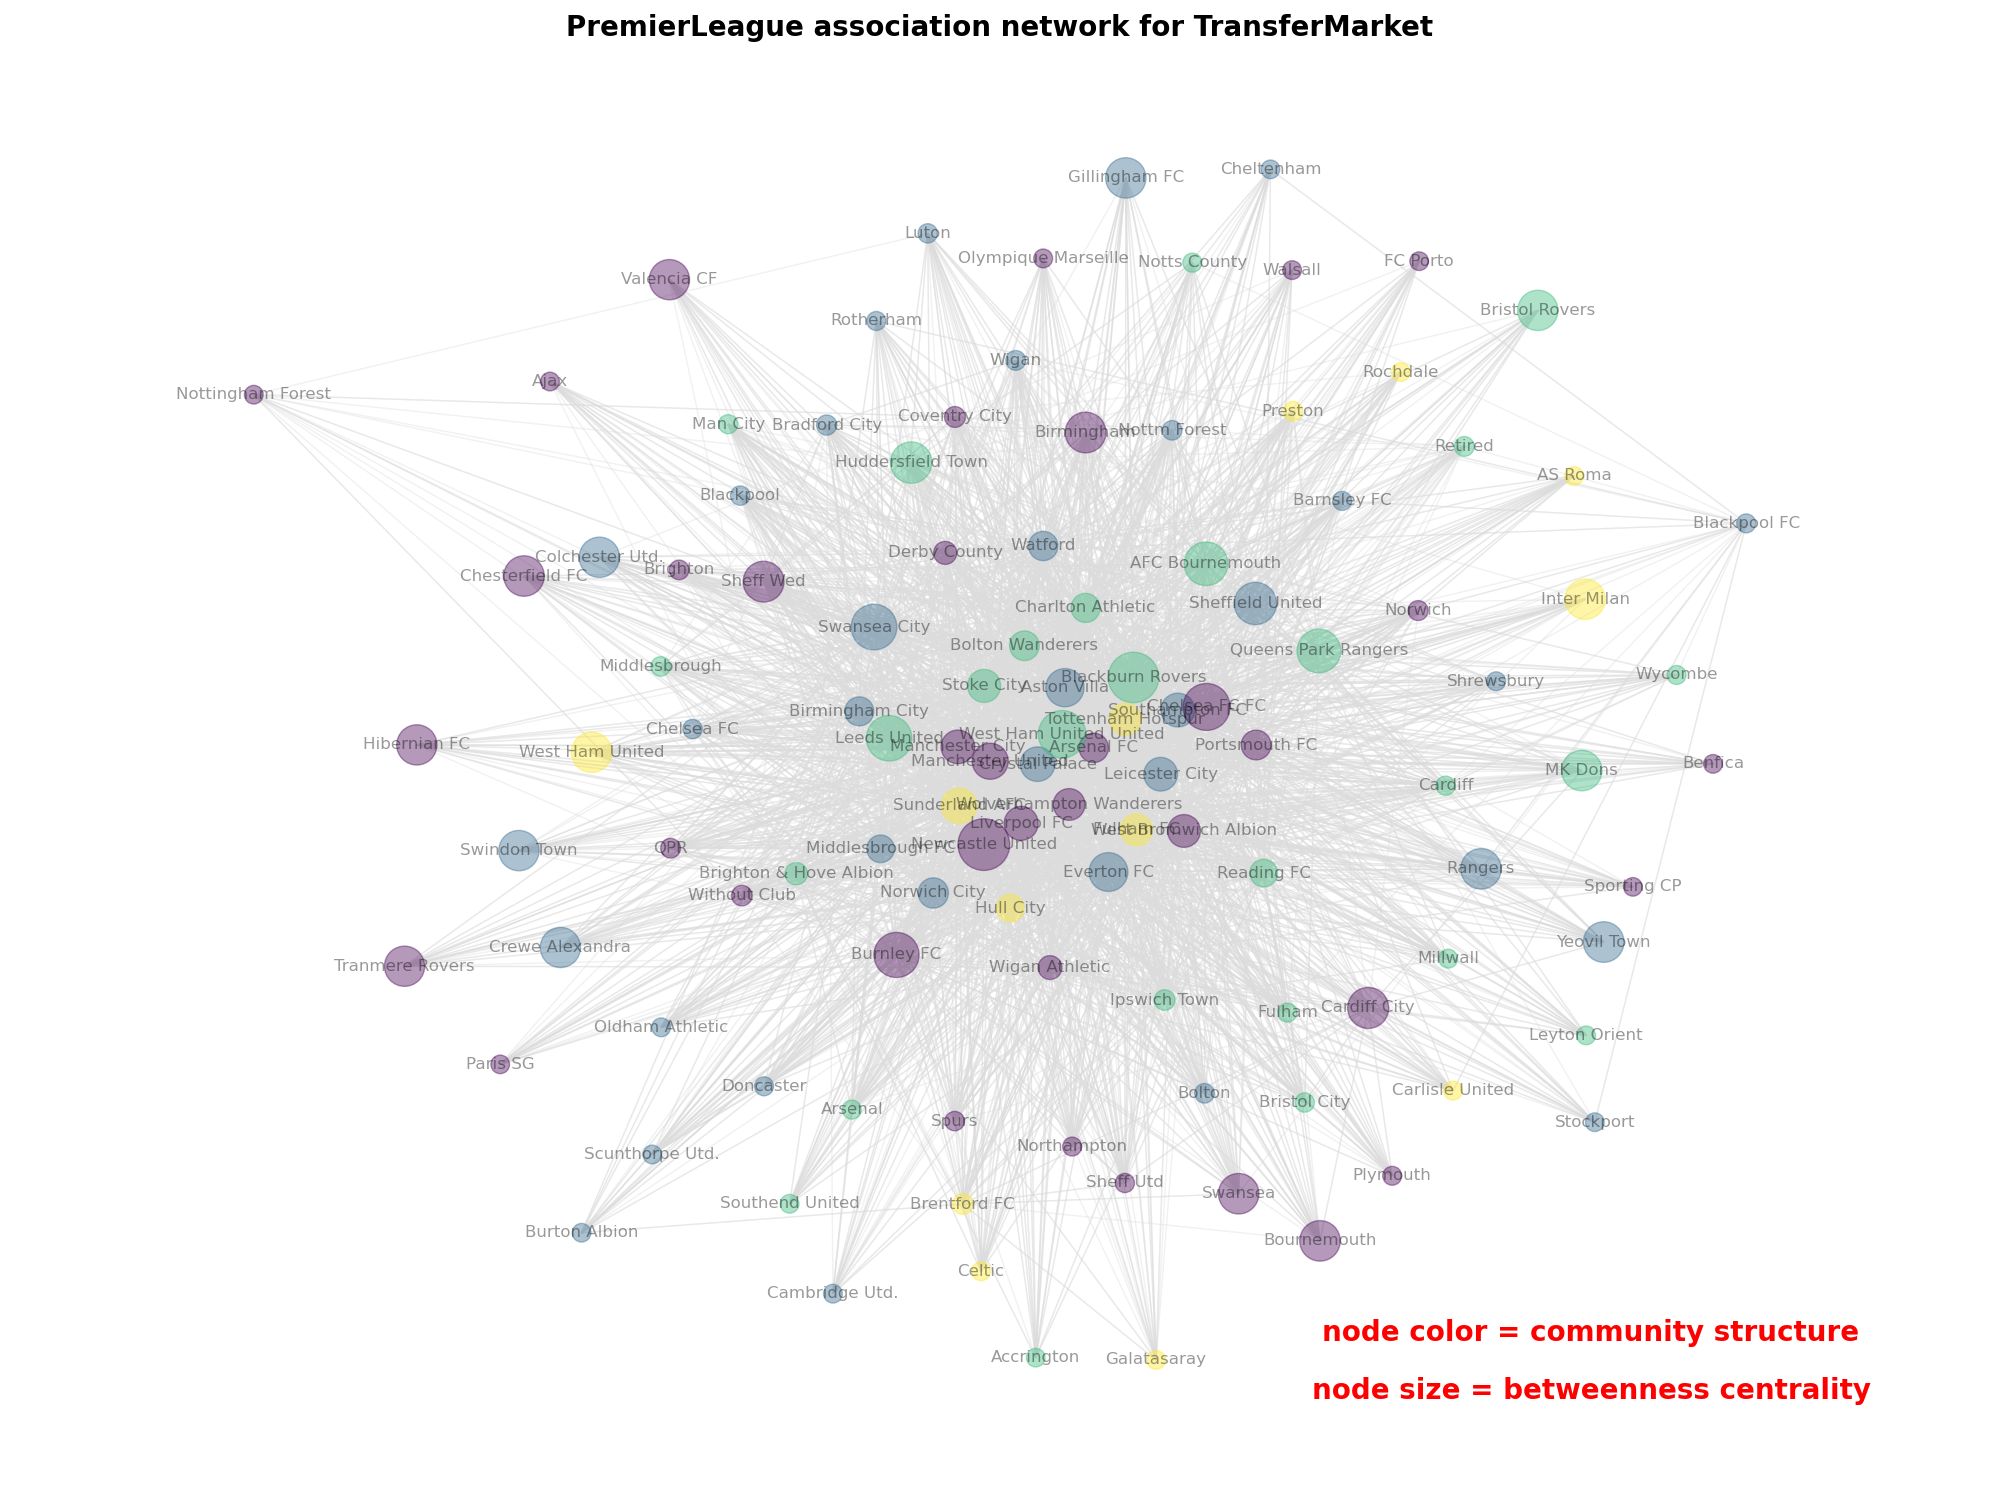 PremierLeague association network for TransferMarket
Cheltenham
Gillingham FC
Luton
Olympique Marseille
Notts County
Walsall
FC Porto
Valencia CF
Bristol Rovers
Rotherham
Wigan
Rochdale
Ajax
Nottingham Forest
Preston
Coventry City
Man City
Bradford City
Birmingham
Nottm Forest
Retired
Huddersfield Town
AS Roma
Blackpool
Barnsley FC
Blackpool FC
Watford
Derby County
Colchester Utd.
AFC Bournemouth
Brighton
Chesterfield FC
Sheff Wed
Inter Milan
Sheffield United
Charlton Athletic
Norwich
Swansea City
Bolton Wanderers
Queens Park Rangers
Middlesbrough
Wycombe
Blackburn Rovers
Shrewsbury
Stoke City
Aston Villa
Chelsea FC FC
Southampton FC
Birmingham City
Tottenham Hotspur
Chelsea FC
West Ham United United
Leeds United
Hibernian FC
Manchester City
Arsenal FC
Portsmouth FC
West Ham United
Manchester United
Crystal Palace
Benfica
MK Dons
Leicester City
Cardiff
Sunderland AFC
Wolverhampton Wanderers
Liverpool FC
Fulham FC
West Bromwich Albion
Newcastle United
QPR
Middlesbrough FC
Swindon Town
Rangers
Everton FC
Brighton & Hove Albion
Reading FC
Sporting CP
Norwich City
Without Club
Hull City
Yeovil Town
Crewe Alexandra
Burnley FC
Millwall
Tranmere Rovers
Wigan Athletic
Ipswich Town
Cardiff City
Fulham
Oldham Athletic
Leyton Orient
Paris SG
Doncaster
Carlisle United
Bolton
Bristol City
Arsenal
Spurs
Stockport
Northampton
Scunthorpe Utd.
Plymouth
Sheff Utd
Swansea
Southend United
Brentford FC
Burton Albion
Bournemouth
Celtic
Cambridge Utd.
node color = community structure
Accrington
Galatasaray
node size = betweenness centrality